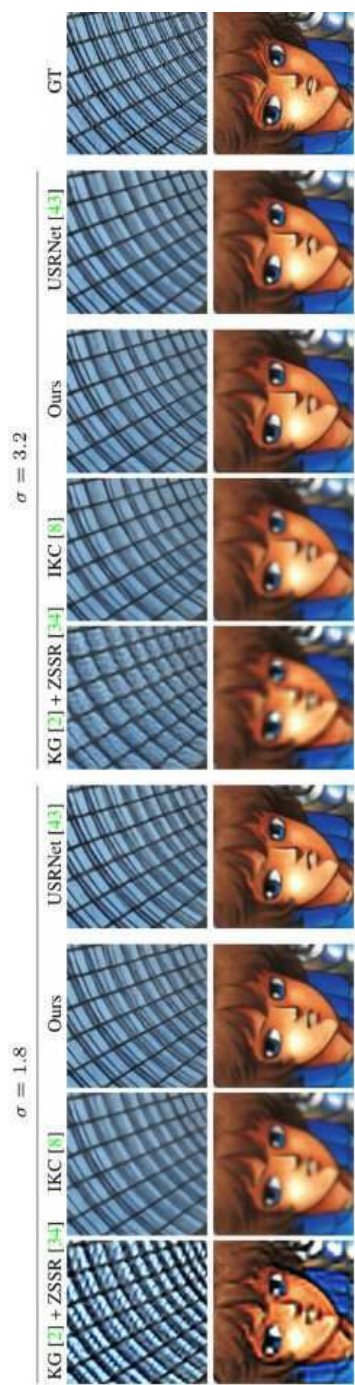 σ = 1.8
σ = 3.2
KG [2] + ZSSR [34]
IKC [8]
Ours
USRNet [43]
KG [2] + ZSSR [34]
IKC [8]
Ours
USRNet [43]
GT